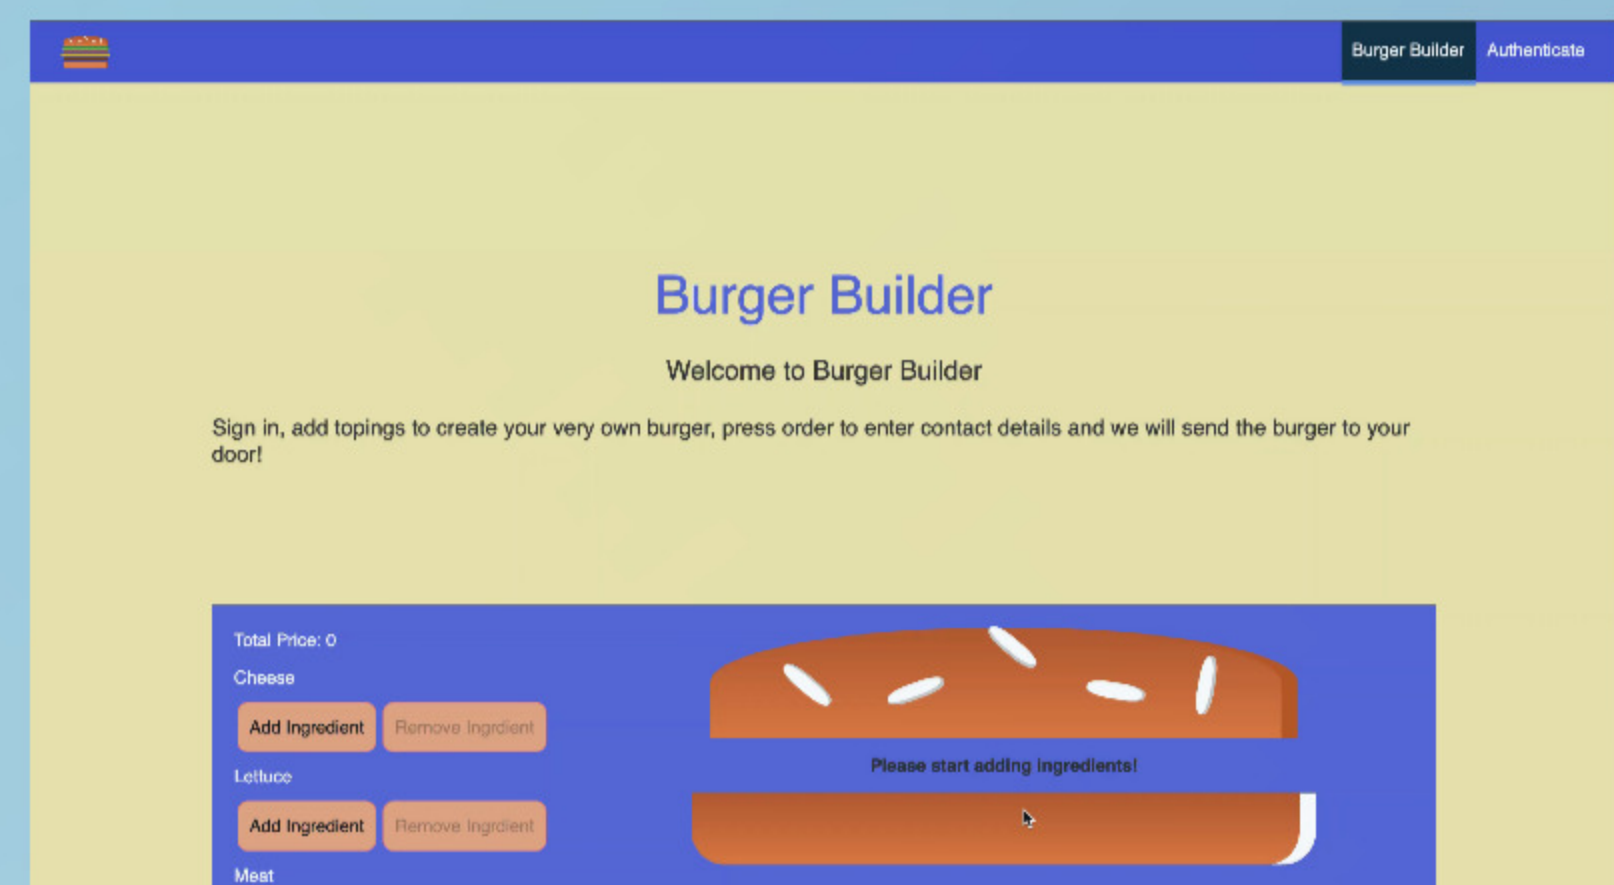 Burger Builder Authenticate
Burger Builder
Welcome to Burger Builder
Sign in, add topings to create your very own burger, press order to enter contact details and we will send the burger to your
door!
Total Price: 0
Cheese
Add Ingredient Remove Ingrdient
Please start adding ingredients!
Lettuce
Add Ingredient Remove Ingrdient
Meat